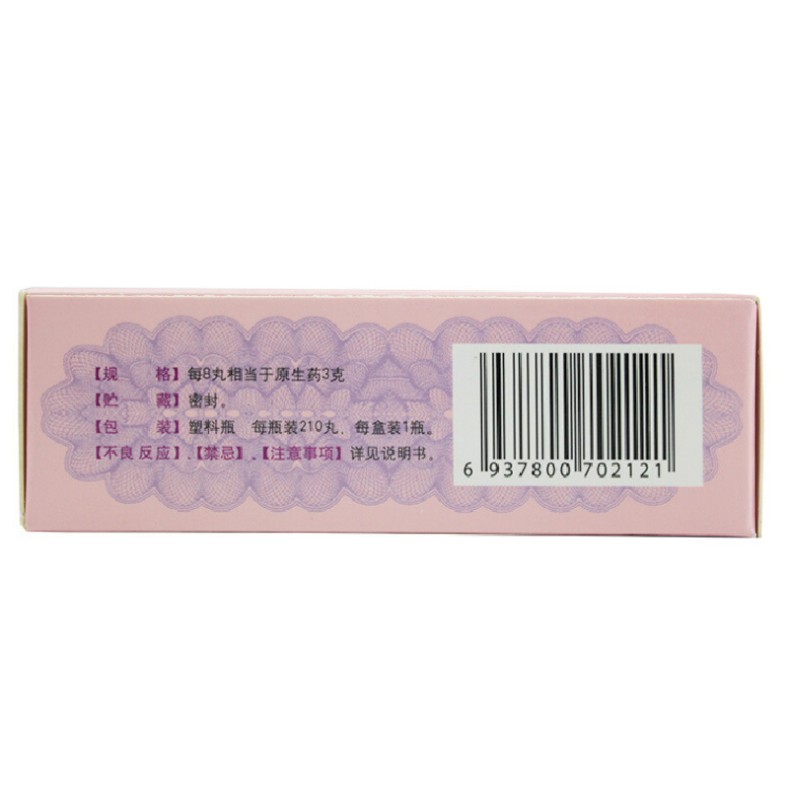 【规 格】每8丸相当于原生药3克
【贮 藏】密封。
【包 装】塑料瓶 每瓶装210丸，每盒装1瓶。
【不良反应】、【禁忌】、【注意事项】详见说明书。
6 937800 702121